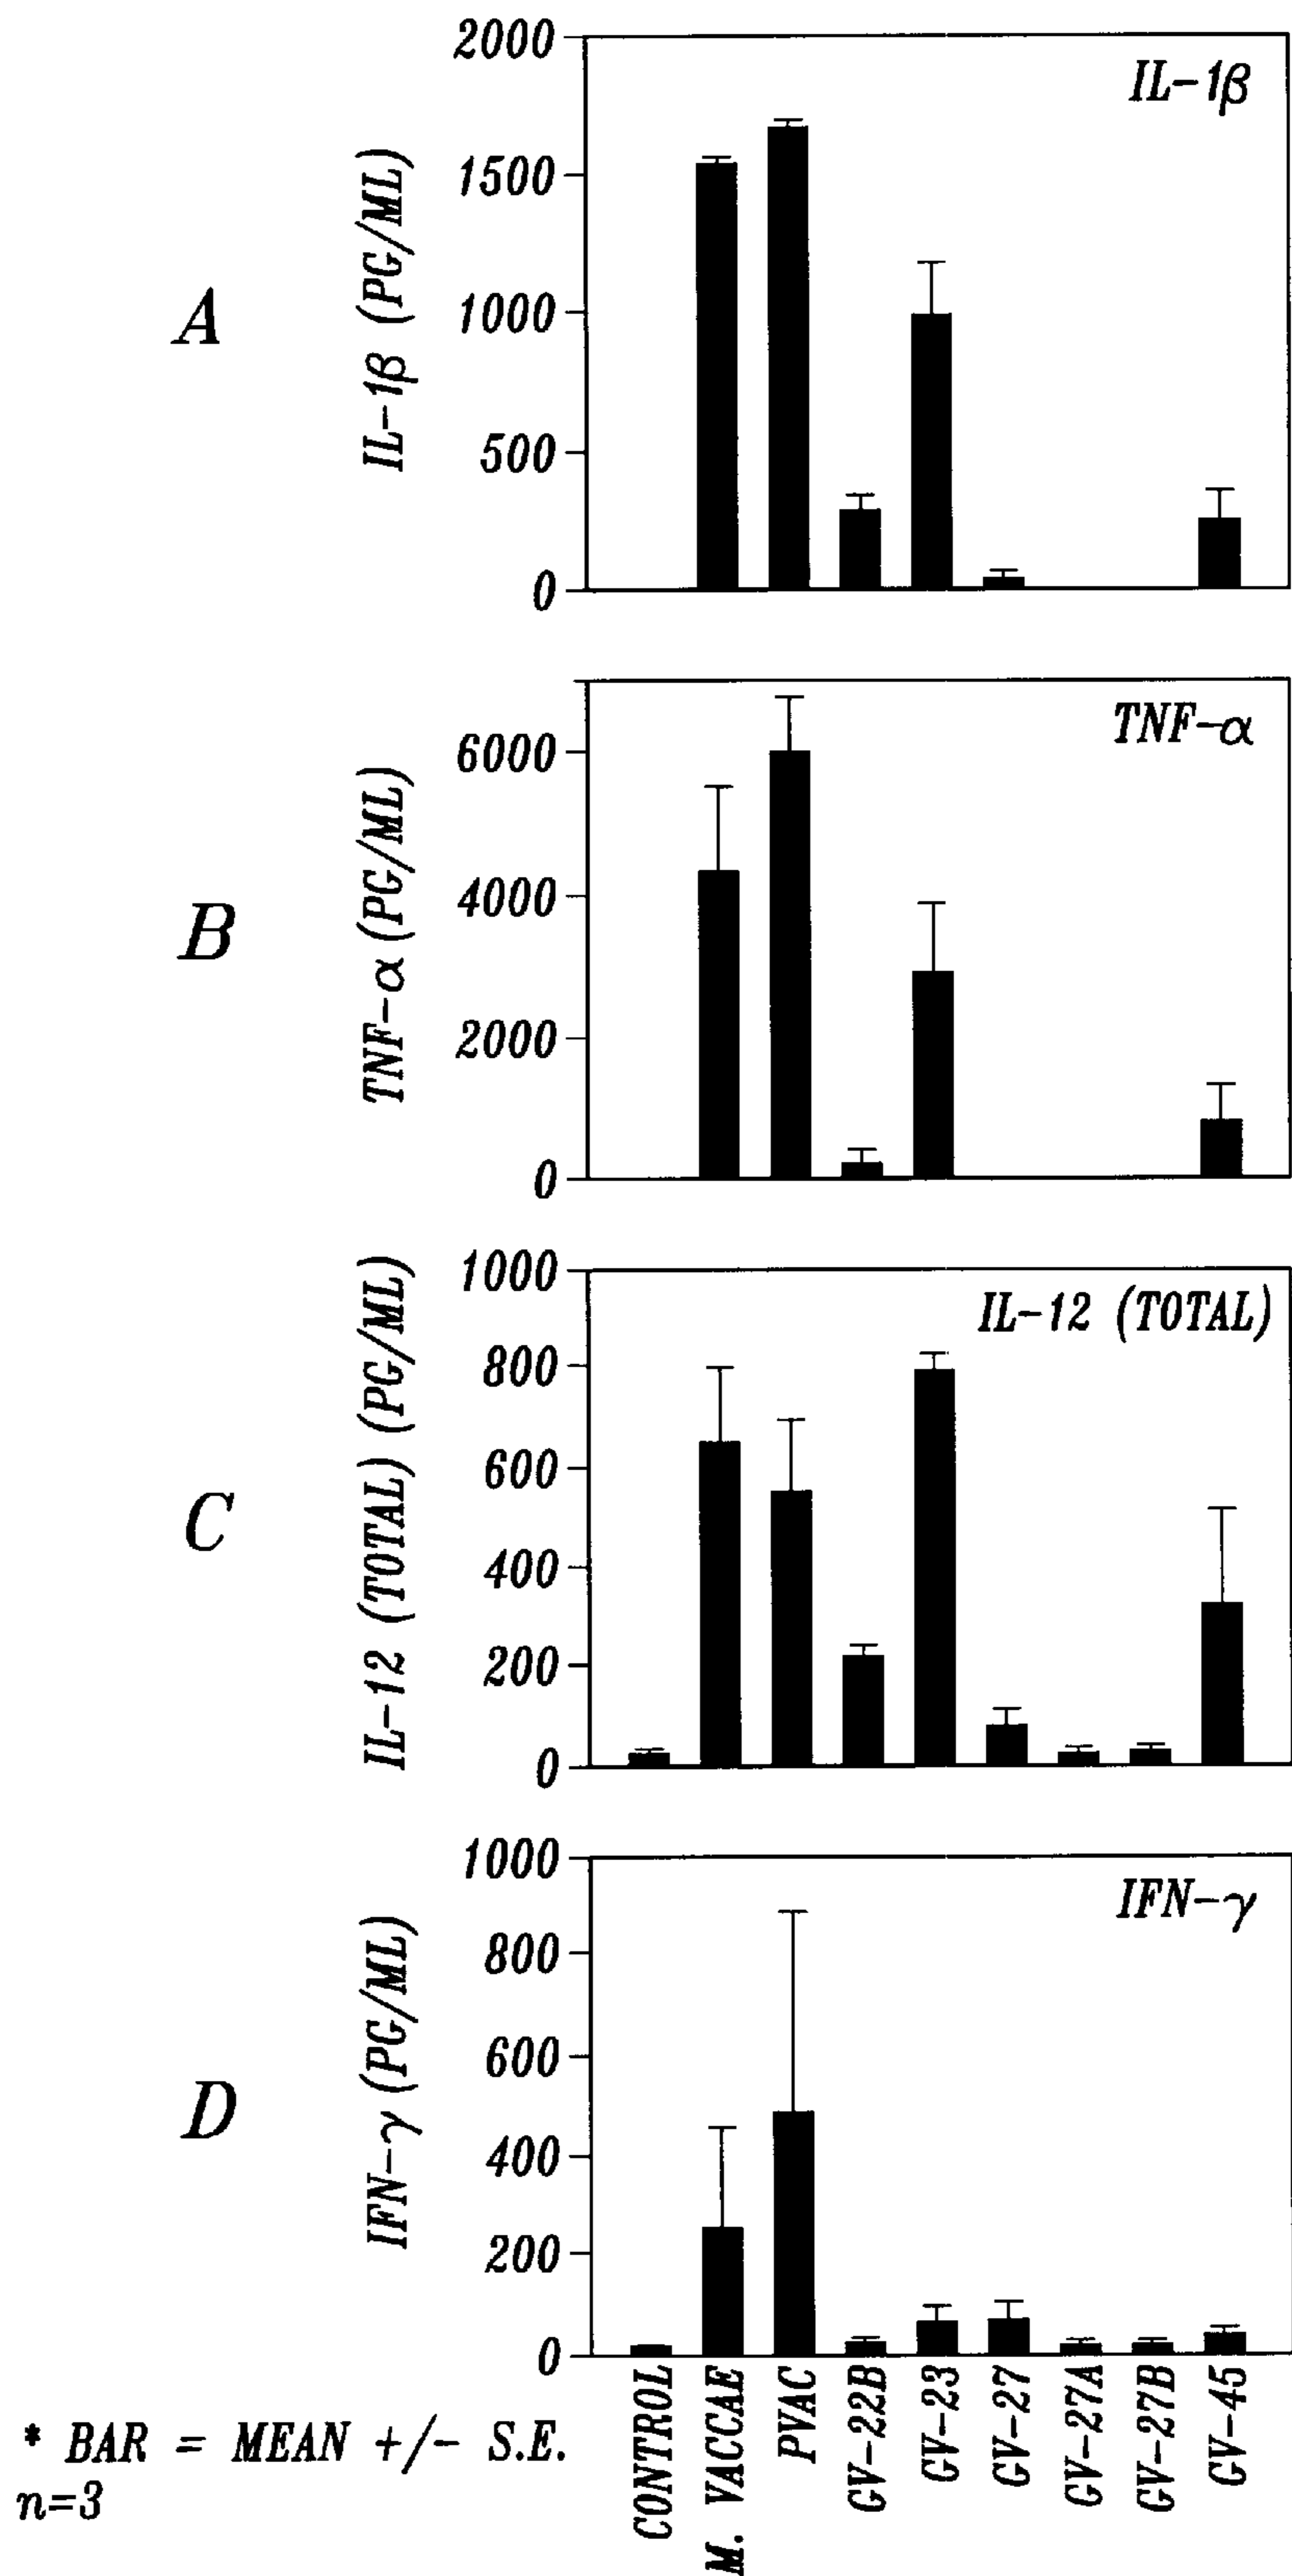 A
IL-1β (PG/ML)
2000
1500
1000
500
0
IL-1β
B
TNF-α (PG/ML)
6000
4000
2000
0
TNF-α
C
IL-12 (TOTAL) (PG/ML)
1000
800
600
400
200
0
IL-12 (TOTAL)
D
IFN-γ (PG/ML)
1000
800
600
400
200
0
IFN-γ
CONTROL
M. VACCAE
PVAC
GV-22B
GV-23
GV-27
GV-27A
GV-27B
GV-45
* BAR = MEAN +/- S.E.
n=3